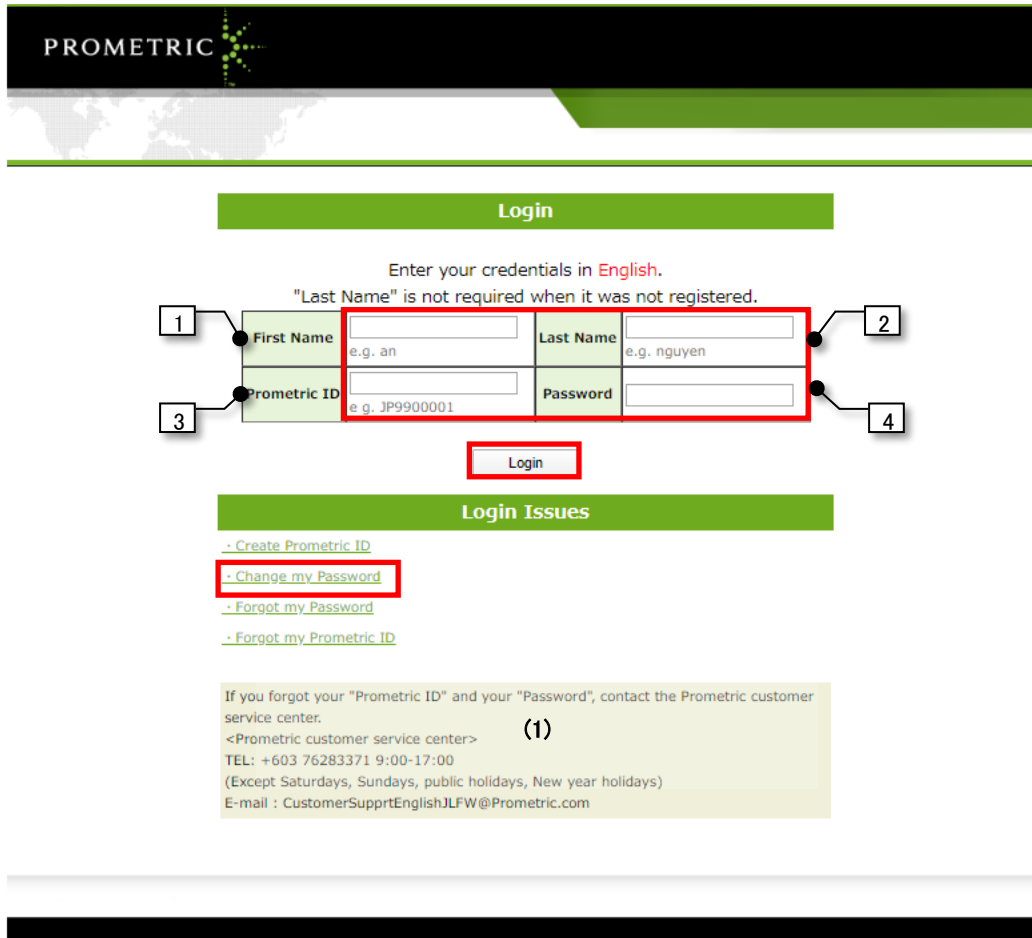 PROMETRIC
Login
Enter your credentials in English.
"Last Name" is not required when it was not registered.
1
First Name
e.g. an
Last Name
e.g. nguyen
2
3
Prometric ID
e g. JP9900001
Password
4
Login
Login Issues
· Create Prometric ID
· Change my Password
· Forgot my Password
· Forgot my Prometric ID
If you forgot your "Prometric ID" and your "Password", contact the Prometric customer
service center.
(1)
<Prometric customer service center>
TEL: +603 76283371 9:00-17:00
(Except Saturdays, Sundays, public holidays, New year holidays)
E-mail : CustomerSupprtEnglishJLFW@Prometric.com